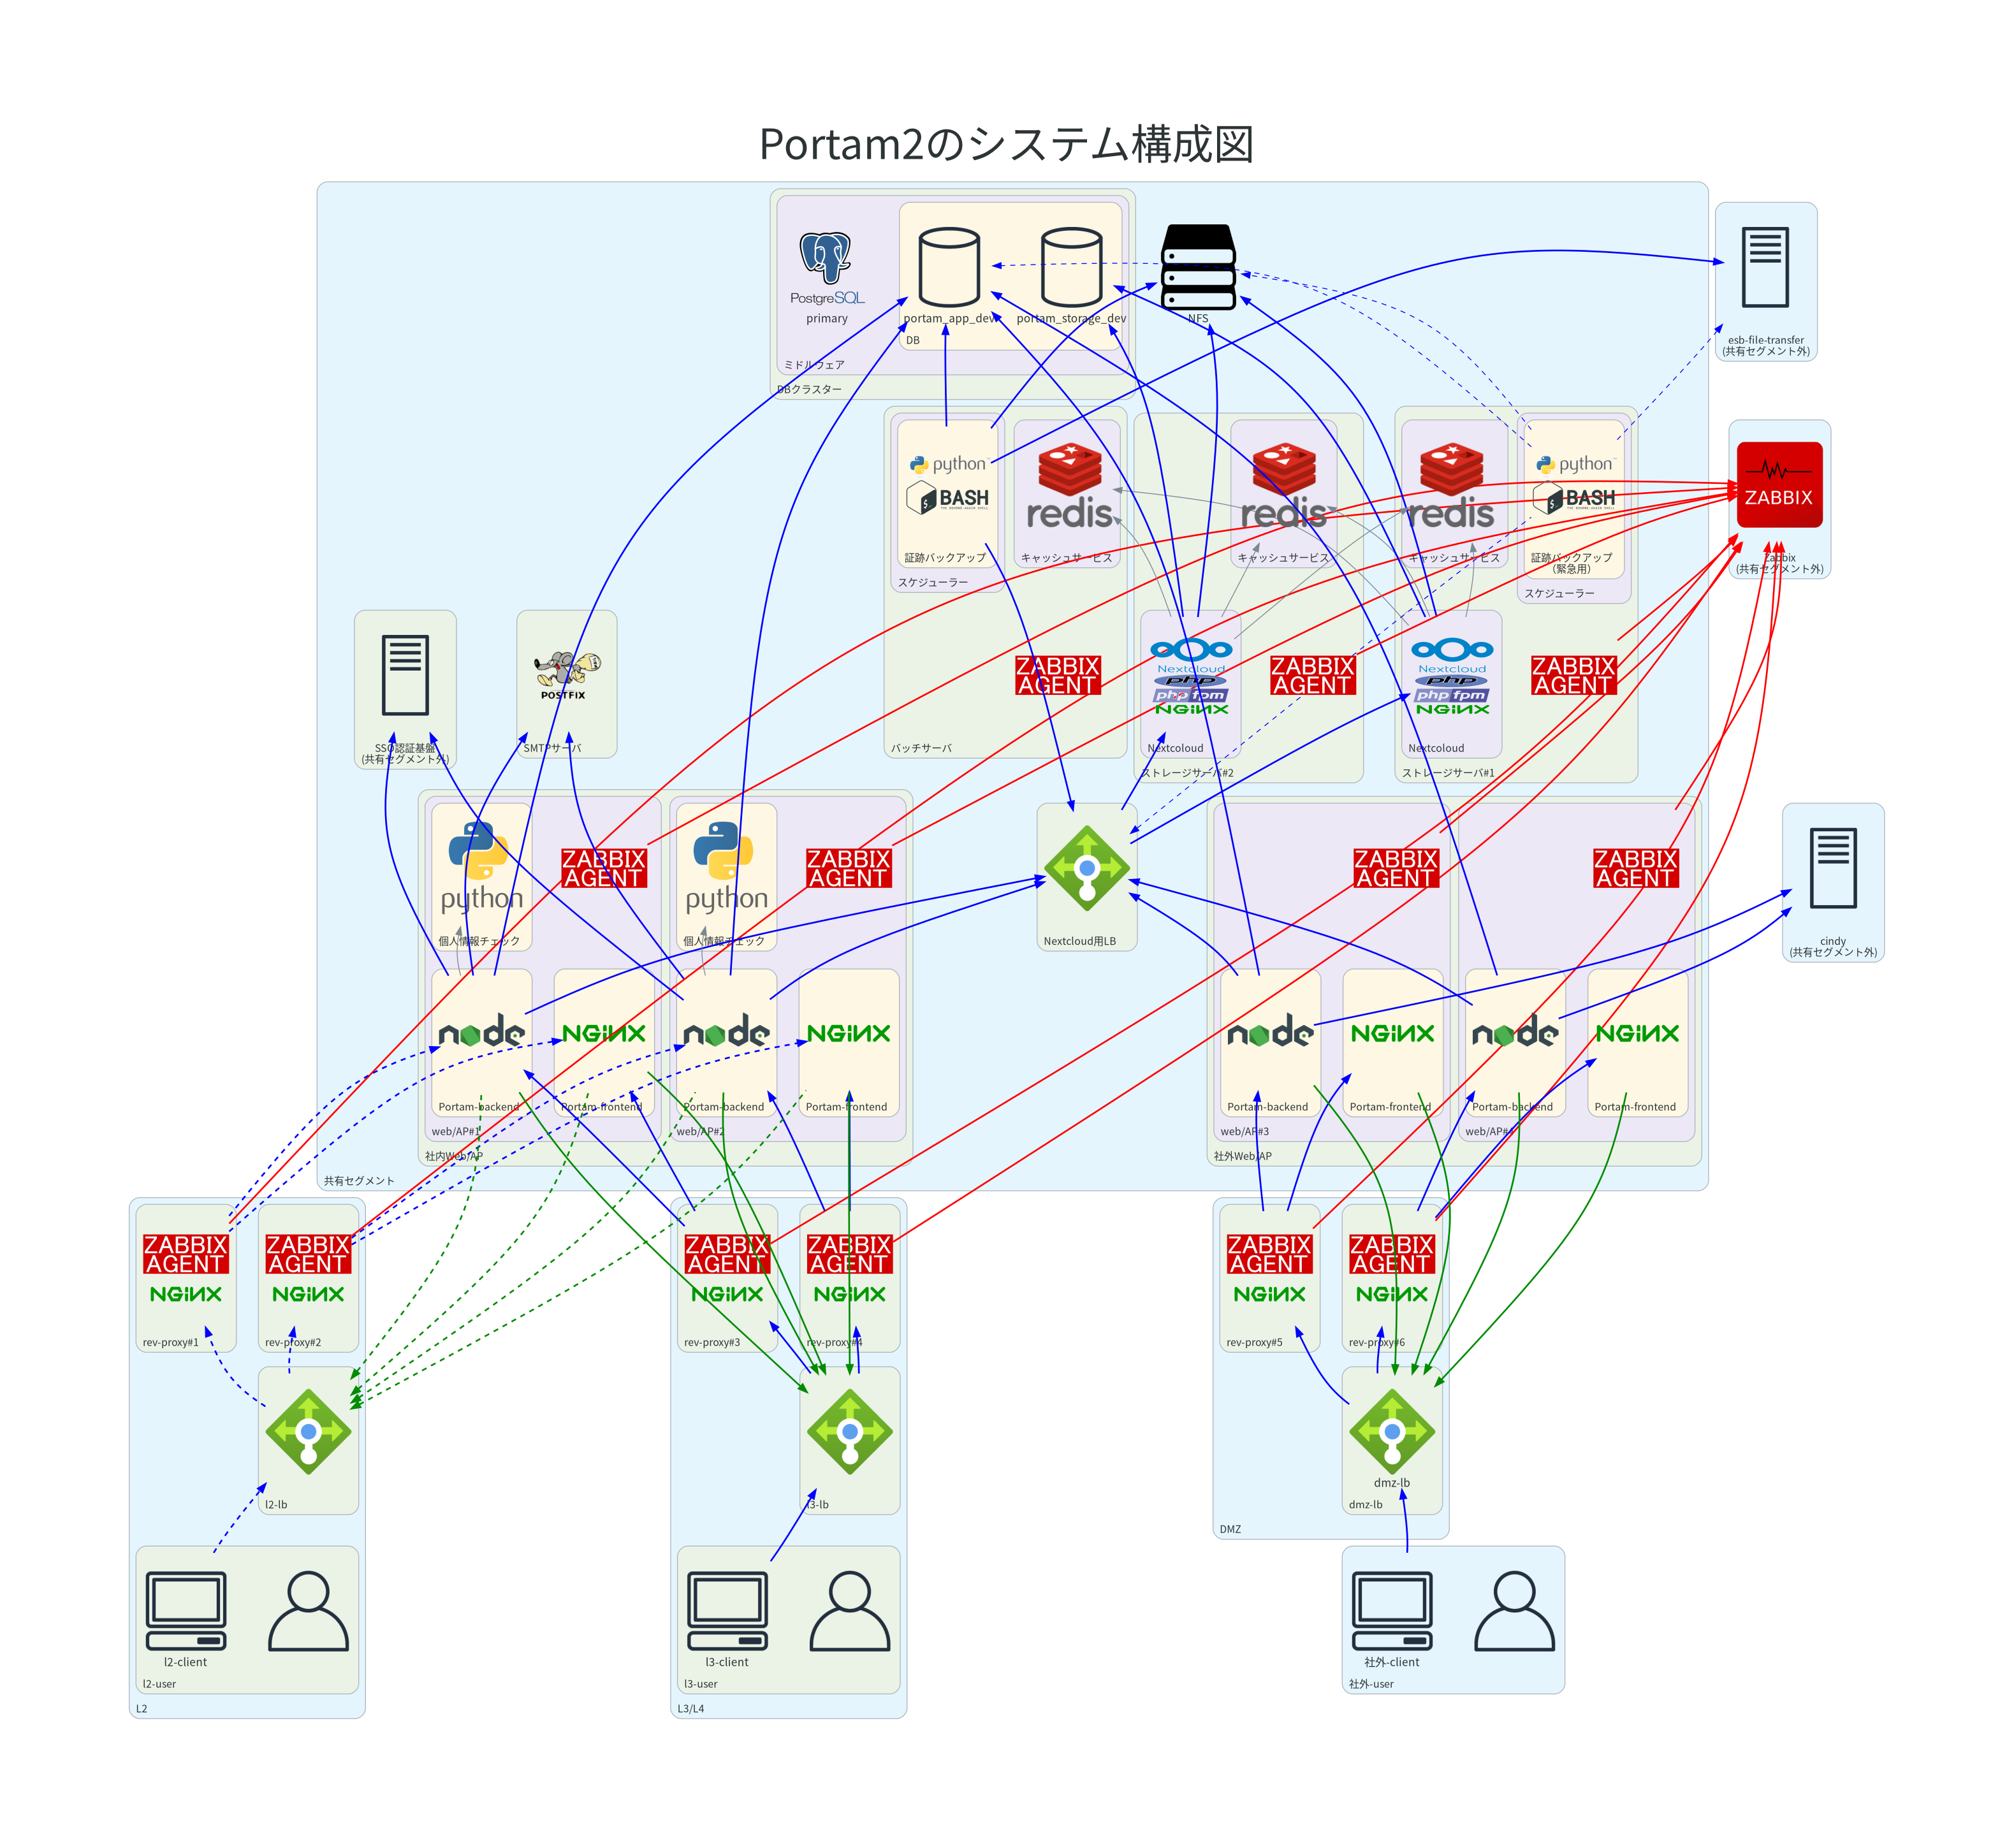 Portam2のシステム構成図
PostgreSQL
primary
portam_app_dev
portam_storage_dev
DB
ミドルウェア
DBクラスター
NFS
esb-file-transfer
(共有セグメント外)
python
BASH
THE BOURNE-AGAIN SHELL
証跡バックアップ
スケジューラー
redis
キャッシュサービス
redis
キャッシュサービス
redis
キャッシュサービス
python
BASH
THE BOURNE-AGAIN SHELL
証跡バックアップ
(緊急用)
スケジューラー
ZABBIX
Zabbix
(共有セグメント外)
SSO認証基盤
(共有セグメント外)
POSTFIX
SMTPサーバ
ZABBIX
AGENT
バッチサーバ
Nextcloud
php
php fpm
NGINX
Nextcoloud
ZABBIX
AGENT
ストレージサーバ#2
Nextcloud
php
php fpm
NGINX
Nextcoloud
ZABBIX
AGENT
ストレージサーバ#1
python
個人情報チェック
ZABBIX
AGENT
python
個人情報チェック
ZABBIX
AGENT
Nextcloud用LB
ZABBIX
AGENT
ZABBIX
AGENT
cindy
(共有セグメント外)
node
Portam-backend
NGINX
Portam-frontend
web/AP#1
node
Portam-backend
NGINX
Portam-frontend
web/AP#2
社内Web/AP
node
Portam-backend
NGINX
Portam-frontend
web/AP#3
node
Portam-backend
NGINX
Portam-frontend
社外Web/AP
共有セグメント
ZABBIX
AGENT
NGINX
rev-proxy#1
ZABBIX
AGENT
NGINX
rev-proxy#2
ZABBIX
AGENT
NGINX
rev-proxy#3
ZABBIX
AGENT
NGINX
rev-proxy#4
ZABBIX
AGENT
NGINX
rev-proxy#5
ZABBIX
AGENT
NGINX
rev-proxy#6
l2-lb
l3-lb
dmz-lb
dmz-lb
DMZ
l2-client
l2-user
L2
l3-client
l3-user
L3/L4
社外-client
社外-user